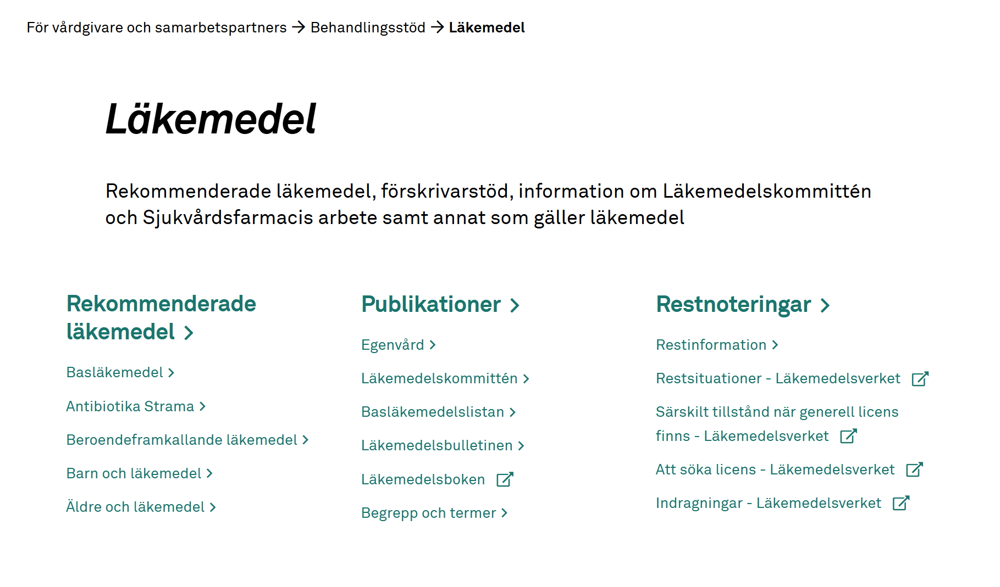 För vårdgivare och samarbetspartners → Behandlingsstöd → Läkemedel
Läkemedel
Rekommenderade läkemedel, förskrivarstöd, information om Läkemedelskommittén
och Sjukvårdsfarmacis arbete samt annat som gäller läkemedel
Rekommenderade
läkemedel
Basläkemedel
Antibiotika Strama
Beroendeframkallande läkemedel
Barn och läkemedel
Äldre och läkemedel
Publikationer
Egenvård
Läkemedelskommittén
Basläkemedelslistan
Läkemedelsbulletinen
Läkemedelsboken
Begrepp och termer
Restnoteringar
Restinformation
Restsituationer - Läkemedelsverket
Särskilt tillstånd när generell licens
finns - Läkemedelsverket
Att söka licens - Läkemedelsverket
Indragningar - Läkemedelsverket